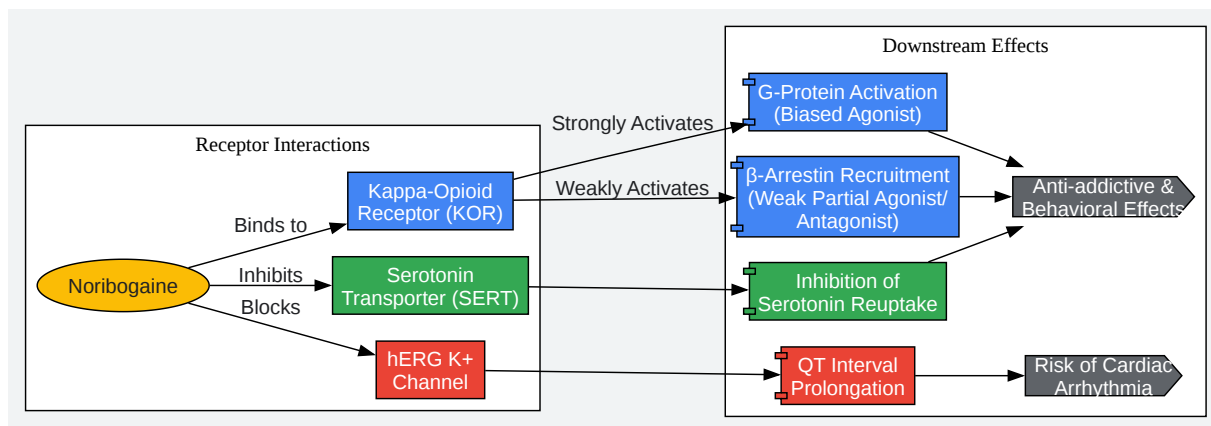 Downstream Effects
G-Protein Activation
(Biased Agonist)
Strongly Activates
Receptor Interactions
β-Arrestin Recruitment
(Weak Partial Agonist/
Antagonist)
Kappa-Opioid
Receptor (KOR)
Weakly Activates
Anti-addictive &
Behavioral Effects
Binds to
Noribogaine
Inhibits
Serotonin
Transporter (SERT)
Inhibition of
Serotonin Reuptake
Blocks
hERG K+
Channel
QT Interval
Prolongation
Risk of Cardiac
Arrhythmia